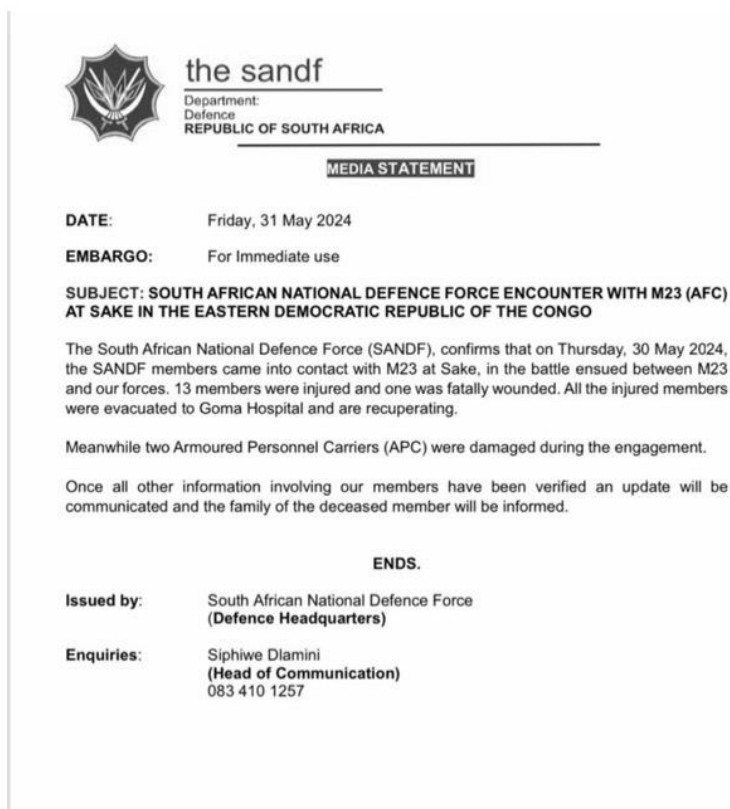 the sandf
Department:
Defence
REPUBLIC OF SOUTH AFRICA
MEDIA STATEMENT
DATE: Friday, 31 May 2024
EMBARGO: For Immediate use
SUBJECT: SOUTH AFRICAN NATIONAL DEFENCE FORCE ENCOUNTER WITH M23 (AFC)
AT SAKE IN THE EASTERN DEMOCRATIC REPUBLIC OF THE CONGO
The South African National Defence Force (SANDF), confirms that on Thursday, 30 May 2024,
the SANDF members came into contact with M23 at Sake, in the battle ensued between M23
and our forces. 13 members were injured and one was fatally wounded. All the injured members
were evacuated to Goma Hospital and are recuperating.
Meanwhile two Armoured Personnel Carriers (APC) were damaged during the engagement.
Once all other information involving our members have been verified an update will be
communicated and the family of the deceased member will be informed.
ENDS.
Issued by: South African National Defence Force
(Defence Headquarters)
Enquiries: Siphiwe Dlamini
(Head of Communication)
083 410 1257